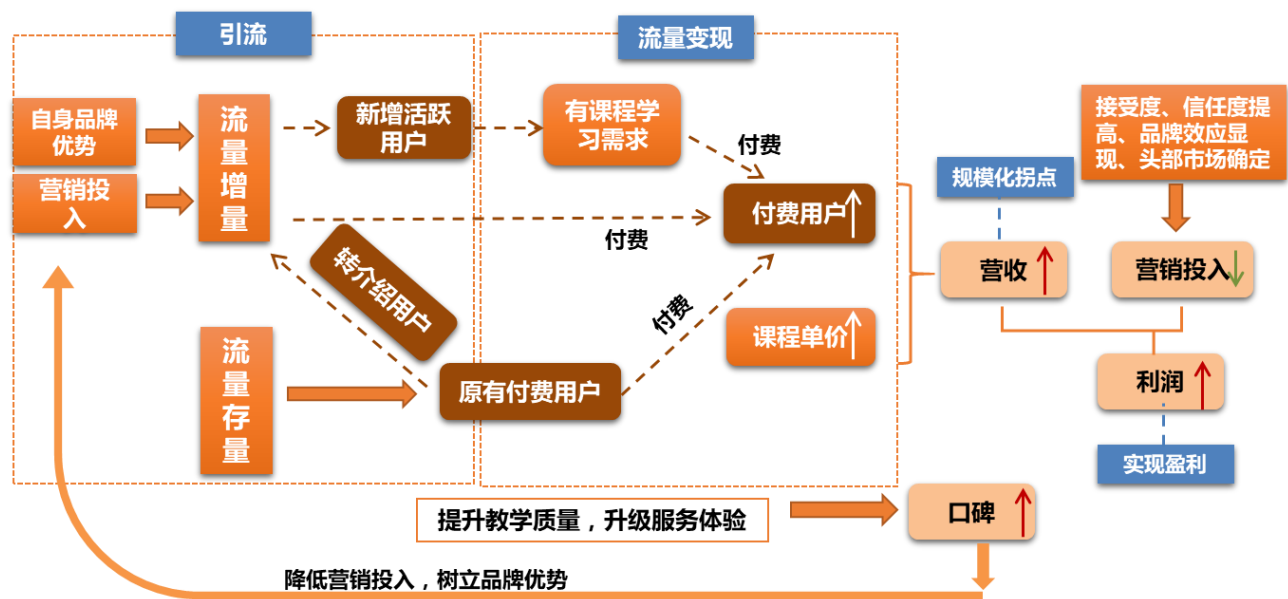 引流
流量变现
自身品牌
优势
营销投
入
流
量
增
量
新增活跃
用户
有课程学
习需求
付费
付费用户
付费
转介绍用户
付费
课程单价
流
量
存
量
原有付费用户
接受度、信任度提
高、品牌效应显
现、头部市场确定
规模化拐点
营收
营销投入
利润
实现盈利
提升教学质量，升级服务体验
口碑
降低营销投入，树立品牌优势